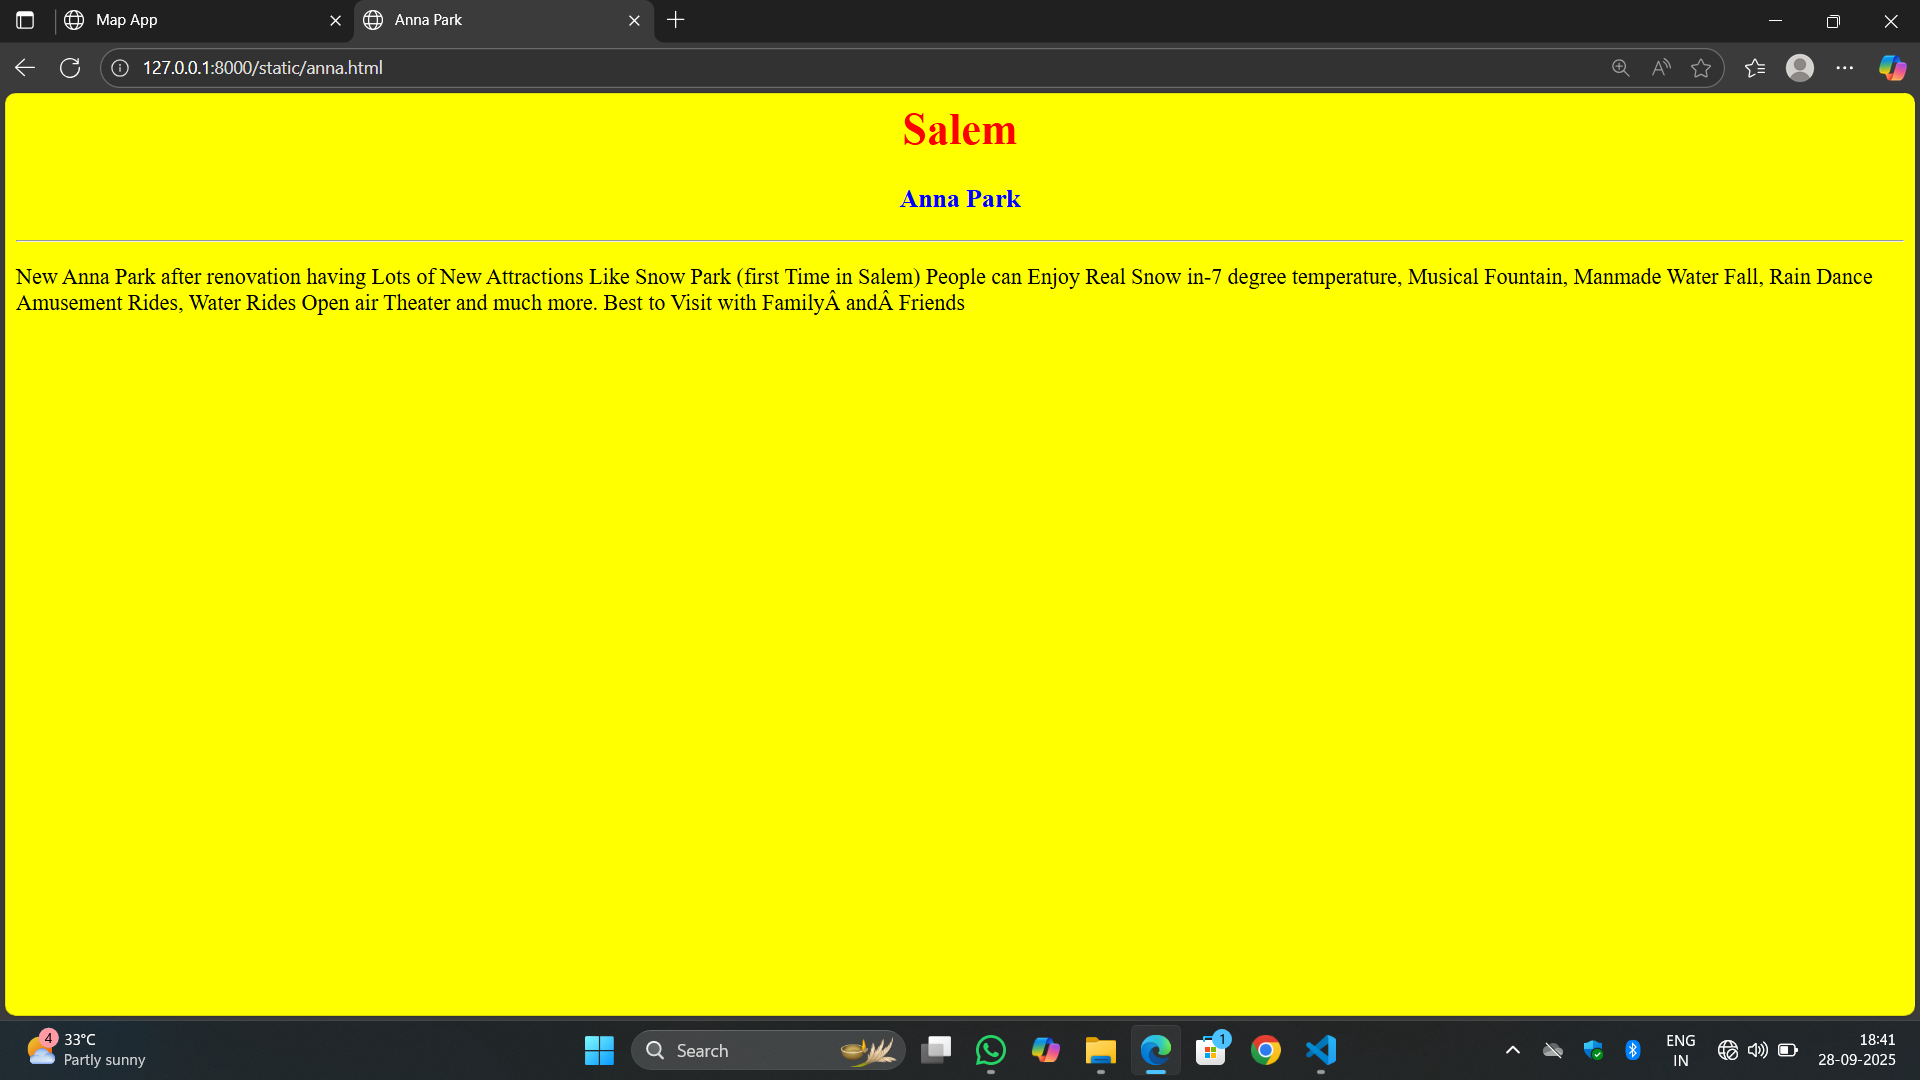 Map App
Anna Park
127.0.0.1:8000/static/anna.html
Salem
Anna Park
New Anna Park after renovation having Lots of New Attractions Like Snow Park (first Time in Salem) People can Enjoy Real Snow in-7 degree temperature, Musical Fountain, Manmade Water Fall, Rain Dance
Amusement Rides, Water Rides Open air Theater and much more. Best to Visit with FamilyÂ andÂ Friends
4
33°C
Partly sunny
Search
1
ENG
IN
18:41
28-09-2025